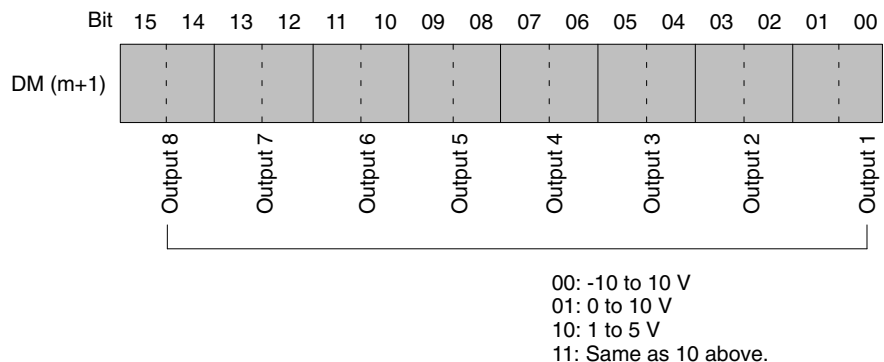 Bit 15 14 13 12 11 10 09 08 07 06 05 04 03 02 01 00
DM (m+1)
Output 8
Output 7
Output 6
Output 5
Output 4
Output 3
Output 2
Output 1
00: -10 to 10 V
01: 0 to 10 V
10: 1 to 5 V
11: Same as 10 above.